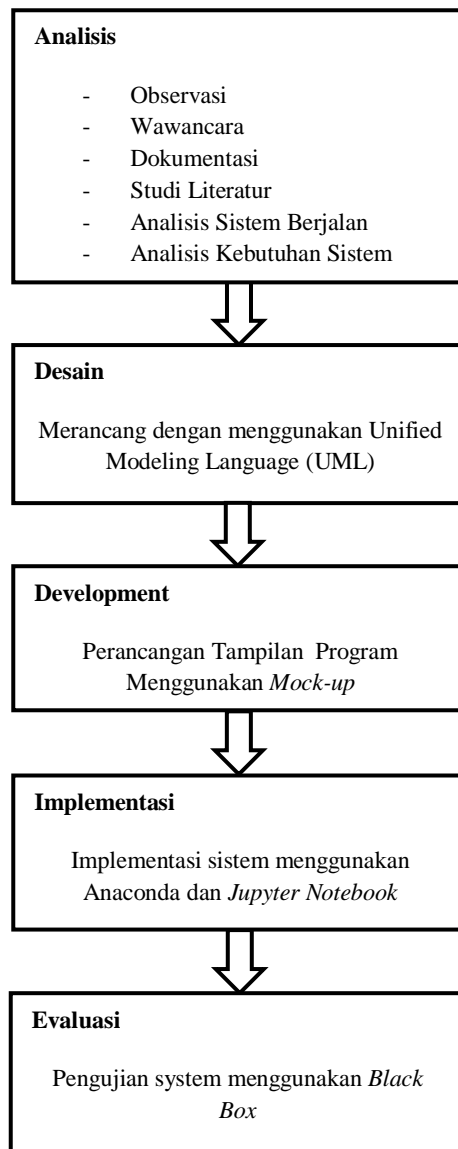 Analisis
- Observasi
- Wawancara
- Dokumentasi
- Studi Literatur
- Analisis Sistem Berjalan
- Analisis Kebutuhan Sistem
Desain
Merancang dengan menggunakan Unified
Modeling Language (UML)
Development
Perancangan Tampilan Program
Menggunakan Mock-up
Implementasi
Implementasi sistem menggunakan
Anaconda dan Jupyter Notebook
Evaluasi
Pengujian system menggunakan Black
Box